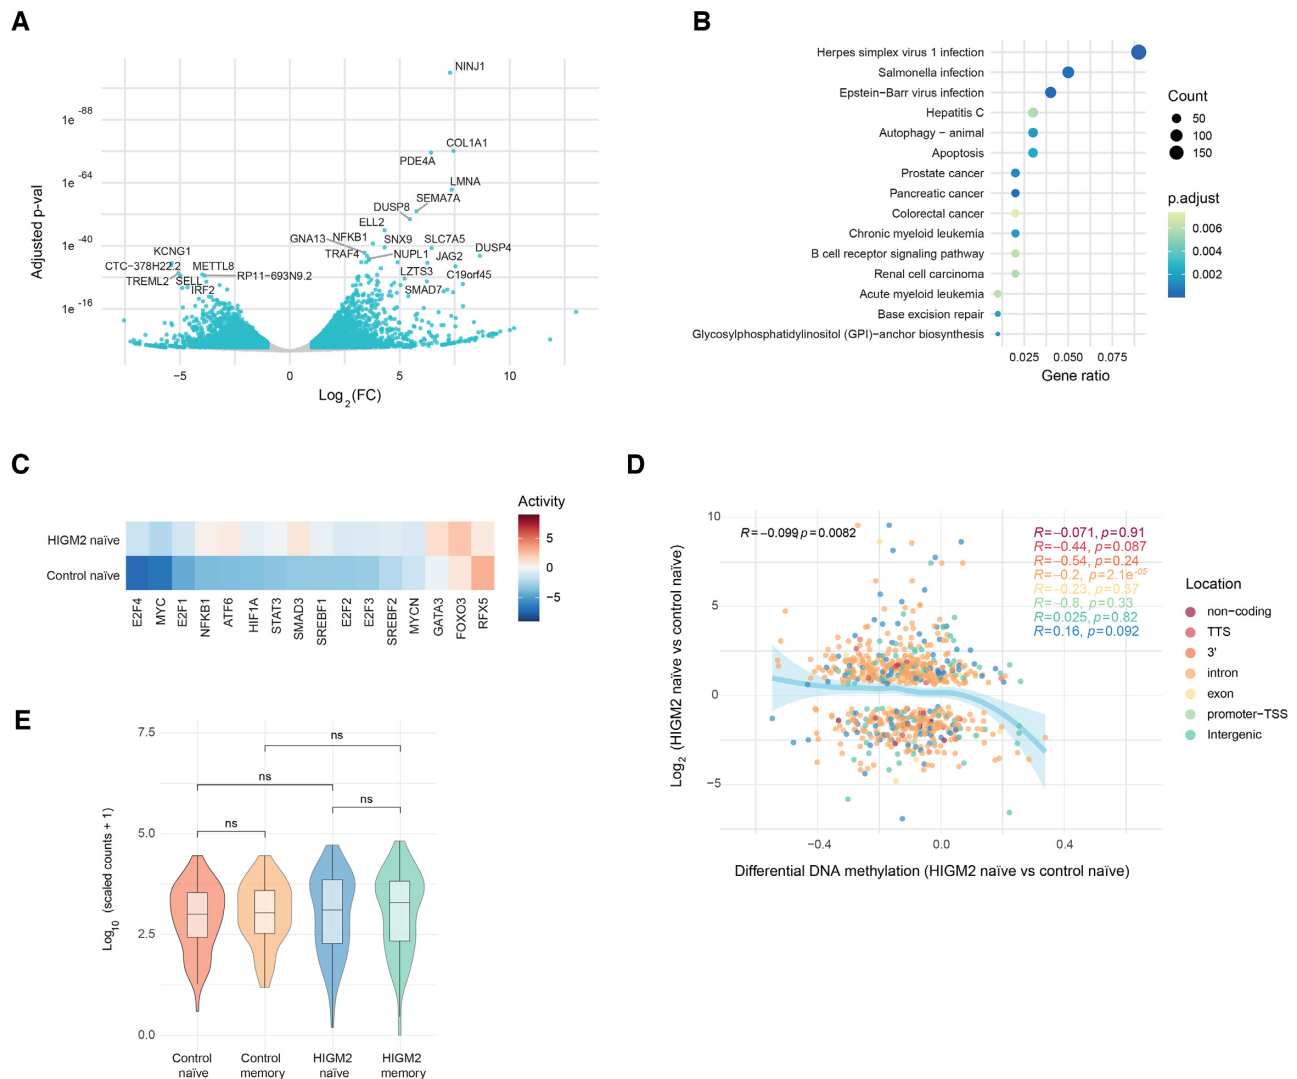 A
NINJ1
1e-88
COL1A1
PDE4A
LMNA
1e-64
SEMA7A
DUSP8
ELL2
GNA13
NFKB1
SNX9
SLC7A5
DUSP4
1e-40
TRAF4
NUPL1
JAG2
KCNG1
CTC-378H22.2
METTL8
LZTS3
C19orf45
TREML2
SELL
RP11-693N9.2
IRF2
SMAD7
1e-16
Adjusted p-val
−5
0
5
10
Log2(FC)
B
Herpes simplex virus 1 infection
Salmonella infection
Epstein−Barr virus infection
Hepatitis C
Autophagy − animal
Apoptosis
Prostate cancer
Pancreatic cancer
Colorectal cancer
Chronic myeloid leukemia
B cell receptor signaling pathway
Renal cell carcinoma
Acute myeloid leukemia
Base excision repair
Glycosylphosphatidylinositol (GPI)−anchor biosynthesis
0.025 0.050 0.075
Gene ratio
Count
50
100
150
p.adjust
0.006
0.004
0.002
C
HIGM2 naïve
Control naïve
E2F4
MYC
E2F1
NFKB1
ATF6
HIF1A
STAT3
SMAD3
SREBF1
E2F2
E2F3
SREBF2
MYCN
GATA3
FOXO3
RFX5
Activity
5
0
−5
D
Log2 (HIGM2 naïve vs control naïve)
10
5
0
−5
R=−0.099, p=0.0082
R=−0.071, p=0.91
R=−0.44, p=0.087
R=−0.54, p=0.24
R=−0.2, p=2.1e-05
R=−0.23, p=0.37
R=−0.8, p=0.33
R=0.025, p=0.82
R=0.16, p=0.092
−0.4
0.0
0.4
Differential DNA methylation (HIGM2 naïve vs control naïve)
Location
non−coding
TTS
3'
intron
exon
promoter−TSS
Intergenic
E
Log10 (scaled counts + 1)
7.5
5.0
2.5
0.0
ns
ns
ns
ns
Control naïve
Control memory
HIGM2 naïve
HIGM2 memory